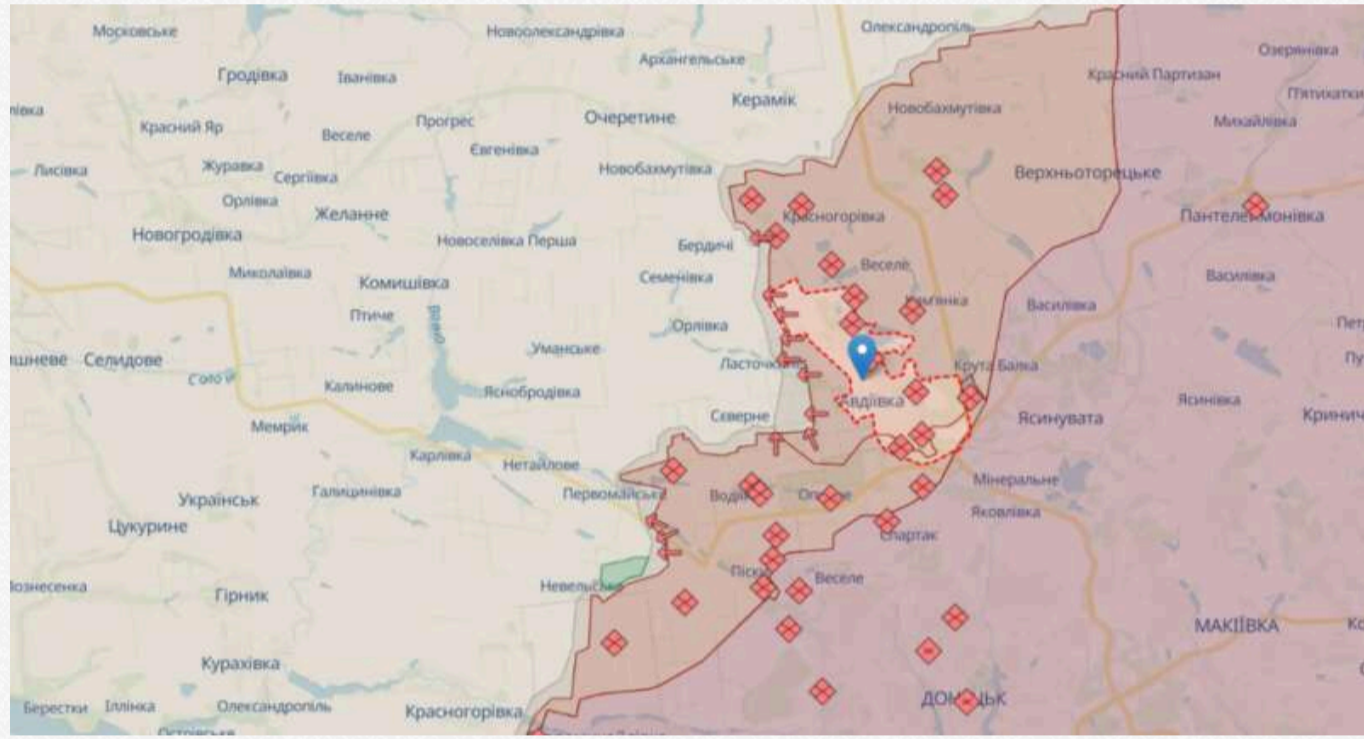 Московське
Новоолександрівка
Олександропіль
Озерянівка
Архангельське
Гродівка
Іванівка
Красний Партизан
Керамік
Новобахмутівка
Очеретине
Прогрес
Михайлівка
Красний Яр
Веселе
Євгенівка
Журавка
Сергіївка
Новобахмутівка
Верхньоторецьке
Лисівка
Орлівка
Желанне
Красногорівка
Пантелеймонівка
Новогродівка
Новоселівка Перша
Бердичі
Миколаївка
Комишівка
Семенівка
Веселе
Василівка
Кам'янка
Василівка
Птиче
Орлівка
Уманське
Селидове
Ласточкине
Крута Балка
Калинове
Яснобродівка
Авдіївка
Ясинівка
Мемрик
Сєверне
Ясинувата
Карлівка
Нетайлове
Мінеральне
Українськ
Галицинівка
Первомайське
Яковлівка
Цукурине
Спартак
Піски
Веселе
Невельське
Гірник
МАКІЇВКА
Курахівка
Берестки
Іллінка
Олександропіль
Красногорівка
ДОНЕЦЬК